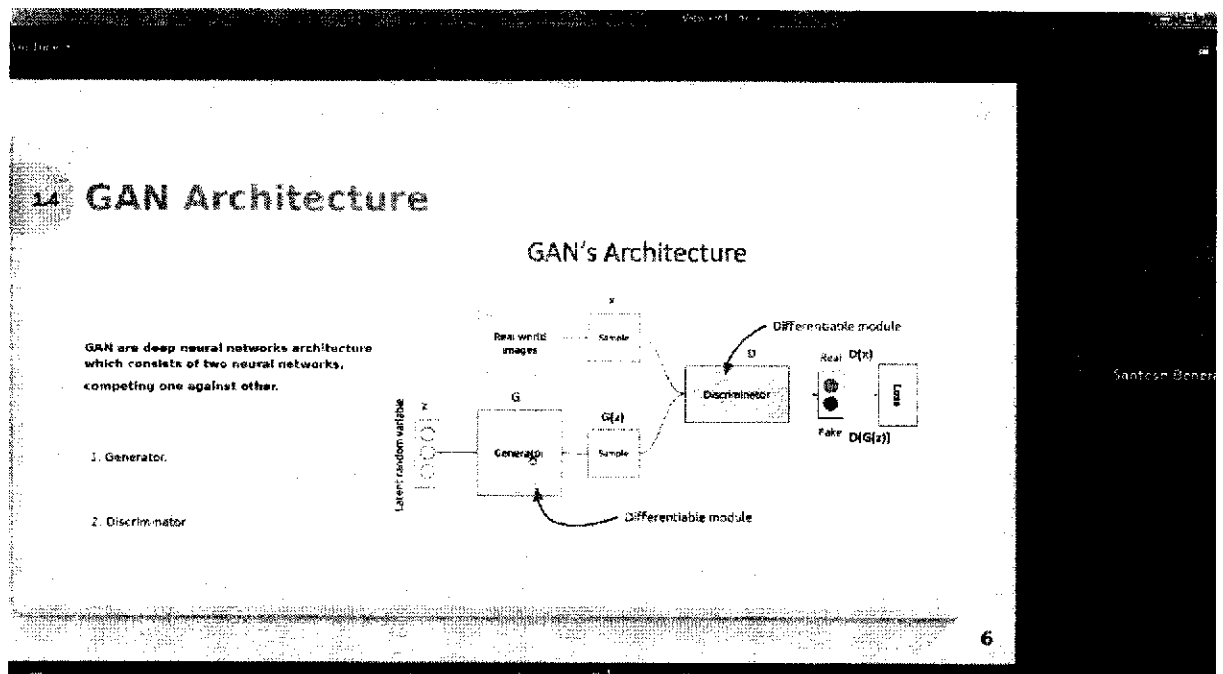 14 GAN Architecture
GAN's Architecture
GAN are deep neural networks architecture
which consists of two neural networks,
competing one against other.
1. Generator.
2. Discriminator
Latent random variable
z
G
Generator
Real world
images
x
Sample
G(z)
Sample
Differentiable module
D
Discriminator
Differentiable module
Real D(x)
Fake D(G(z))
Loss
Santosh
6